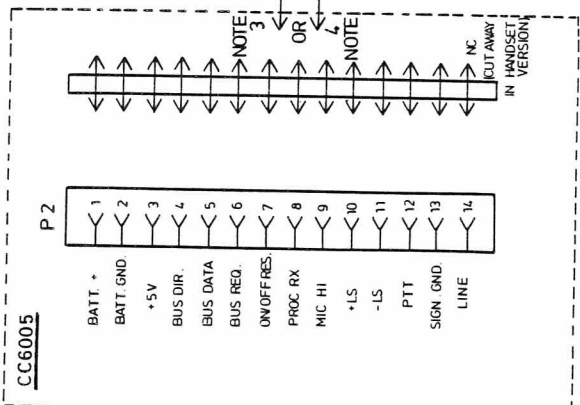 NOTE
3
OR
4
NOTE
NC
(CUT AWAY
IN HANDSET
VERSION)
P2
1
2
3
4
5
6
7
8
9
10
11
12
13
14
BATT. +
BATT. GND.
+5V
BUS DIR.
BUS DATA
BUS REQ.
ON/OFF RES.
PROC RX
MIC HI
+LS
-LS
PTT
SIGN. GND.
LINE
CC6005